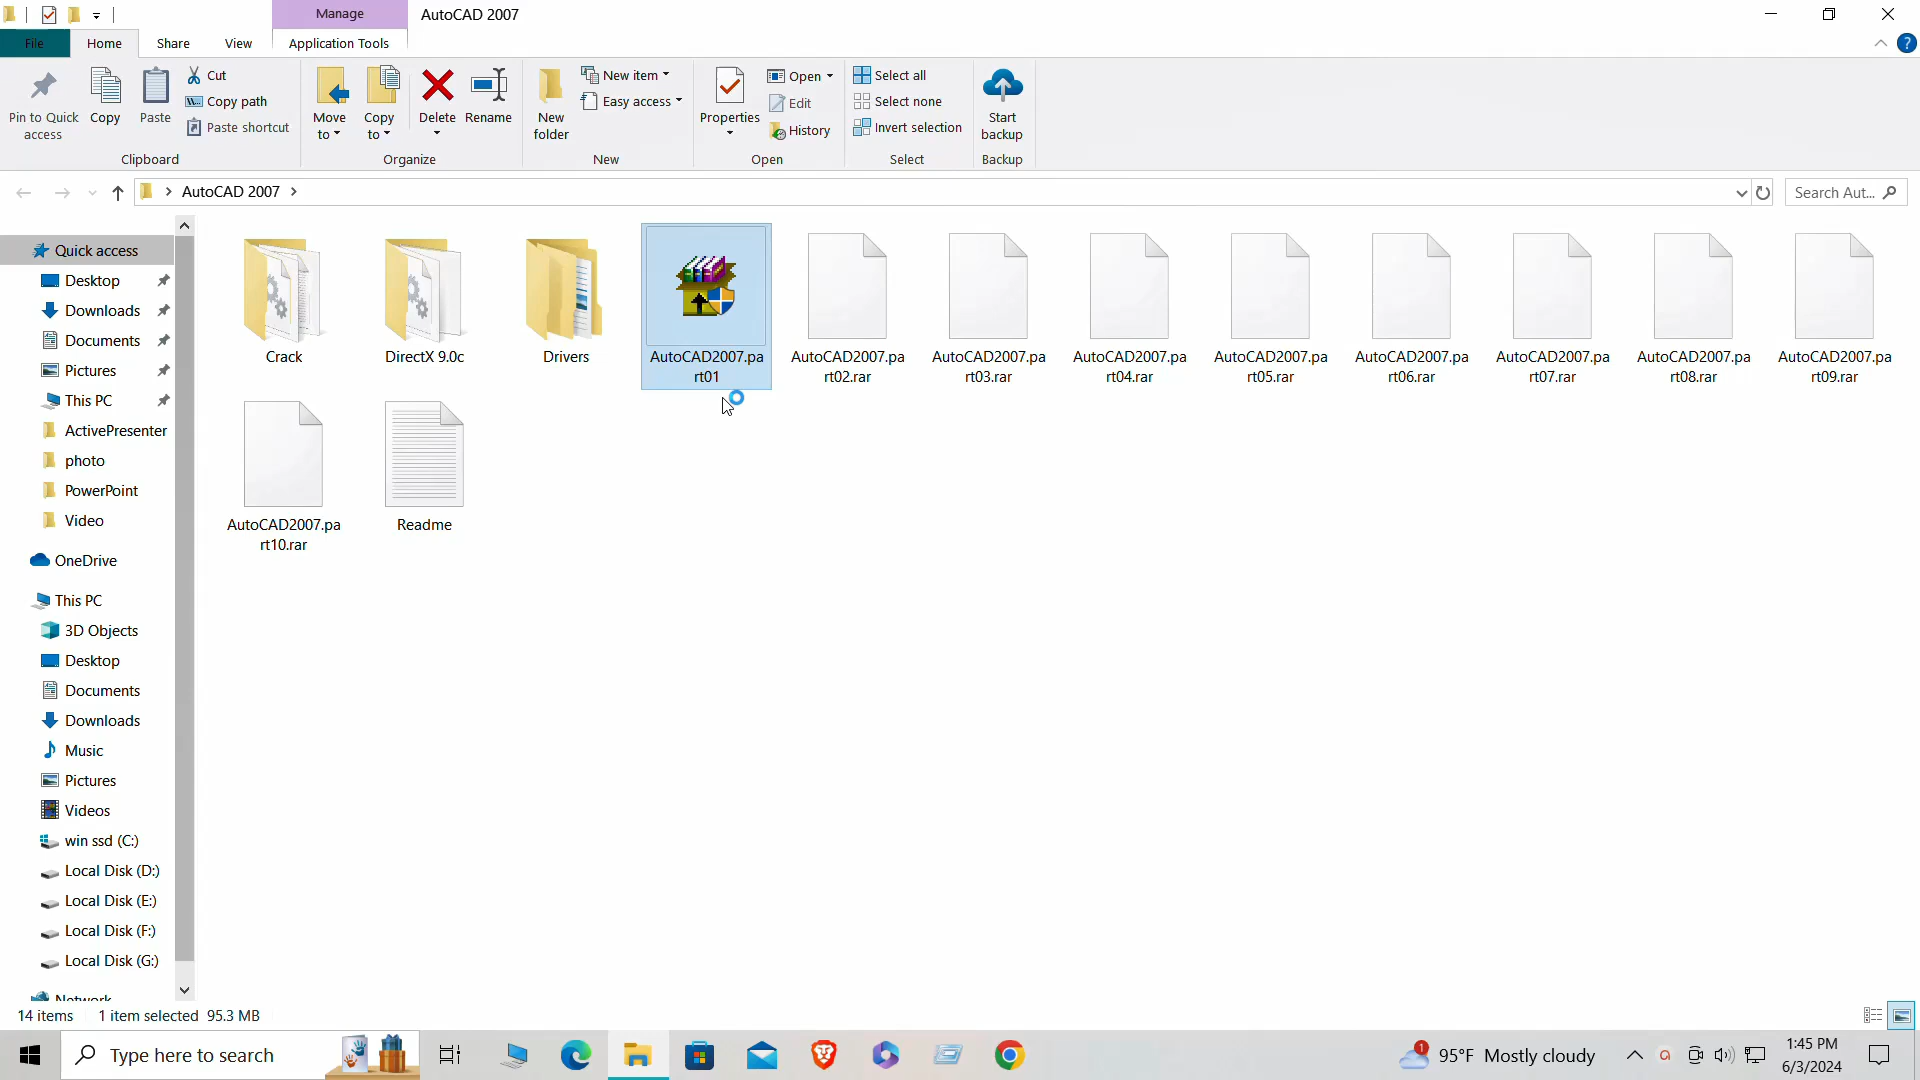 Manage
AutoCAD 2007
File
Home
Share
View
Application Tools
Pin to Quick
access
Copy
Paste
Cut
Copy path
Paste shortcut
Clipboard
Move
to
Copy
to
Delete
Rename
Organize
New
folder
New item
Easy access
New
Properties
Open
Edit
History
Open
Select all
Select none
Invert selection
Select
Start
backup
Backup
AutoCAD 2007
Search Aut...
Quick access
Desktop
Downloads
Documents
Pictures
This PC
ActivePresenter
photo
PowerPoint
Video
OneDrive
This PC
3D Objects
Desktop
Documents
Downloads
Music
Pictures
Videos
win ssd (C:)
Local Disk (D:)
Local Disk (E:)
Local Disk (F:)
Local Disk (G:)
Network
Crack
DirectX 9.0c
Drivers
AutoCAD2007.pa
rt01
AutoCAD2007.pa
rt02.rar
AutoCAD2007.pa
rt03.rar
AutoCAD2007.pa
rt04.rar
AutoCAD2007.pa
rt05.rar
AutoCAD2007.pa
rt06.rar
AutoCAD2007.pa
rt07.rar
AutoCAD2007.pa
rt08.rar
AutoCAD2007.pa
rt09.rar
AutoCAD2007.pa
rt10.rar
Readme
14 items
1 item selected 95.3 MB
Type here to search
1
95°F Mostly cloudy
1:45 PM
6/3/2024